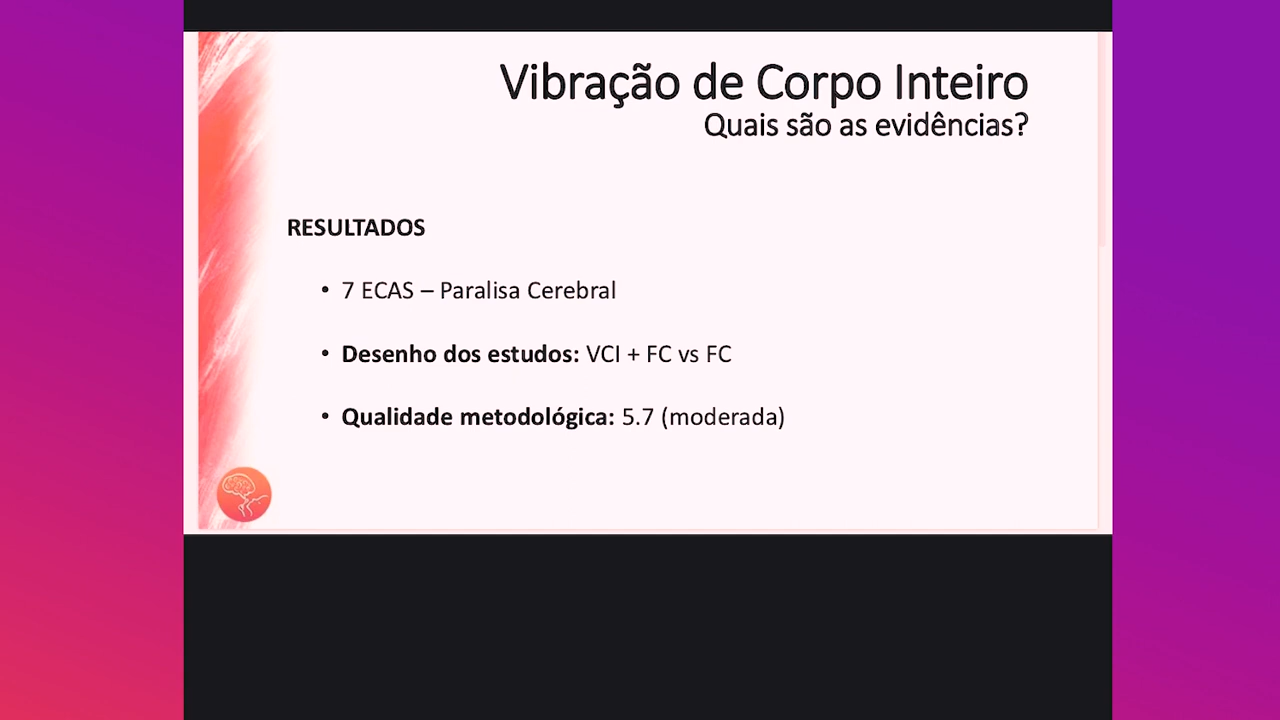 Vibração de Corpo Inteiro
Quais são as evidências?
RESULTADOS
• 7 ECAS – Paralisa Cerebral
• Desenho dos estudos: VCI + FC vs FC
• Qualidade metodológica: 5.7 (moderada)